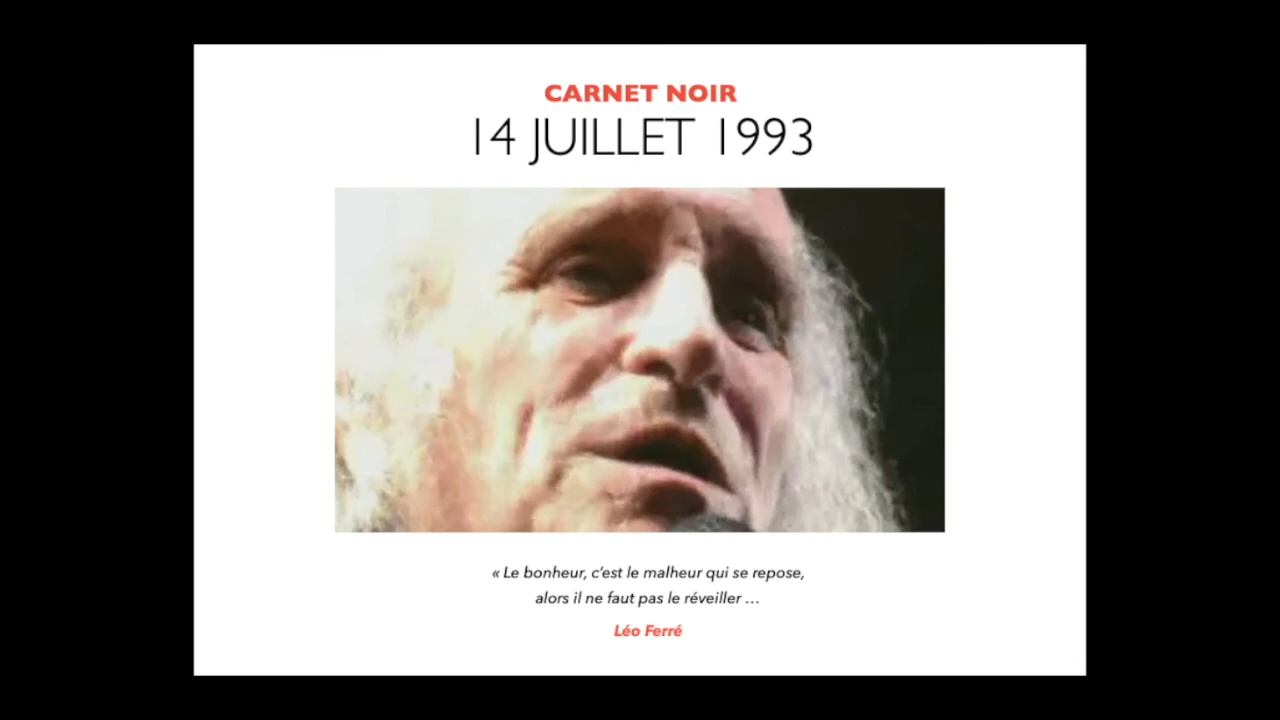 CARNET NOIR
14 JUILLET 1993
« Le bonheur, c'est le malheur qui se repose,
alors il ne faut pas le réveiller ...
Léo Ferré